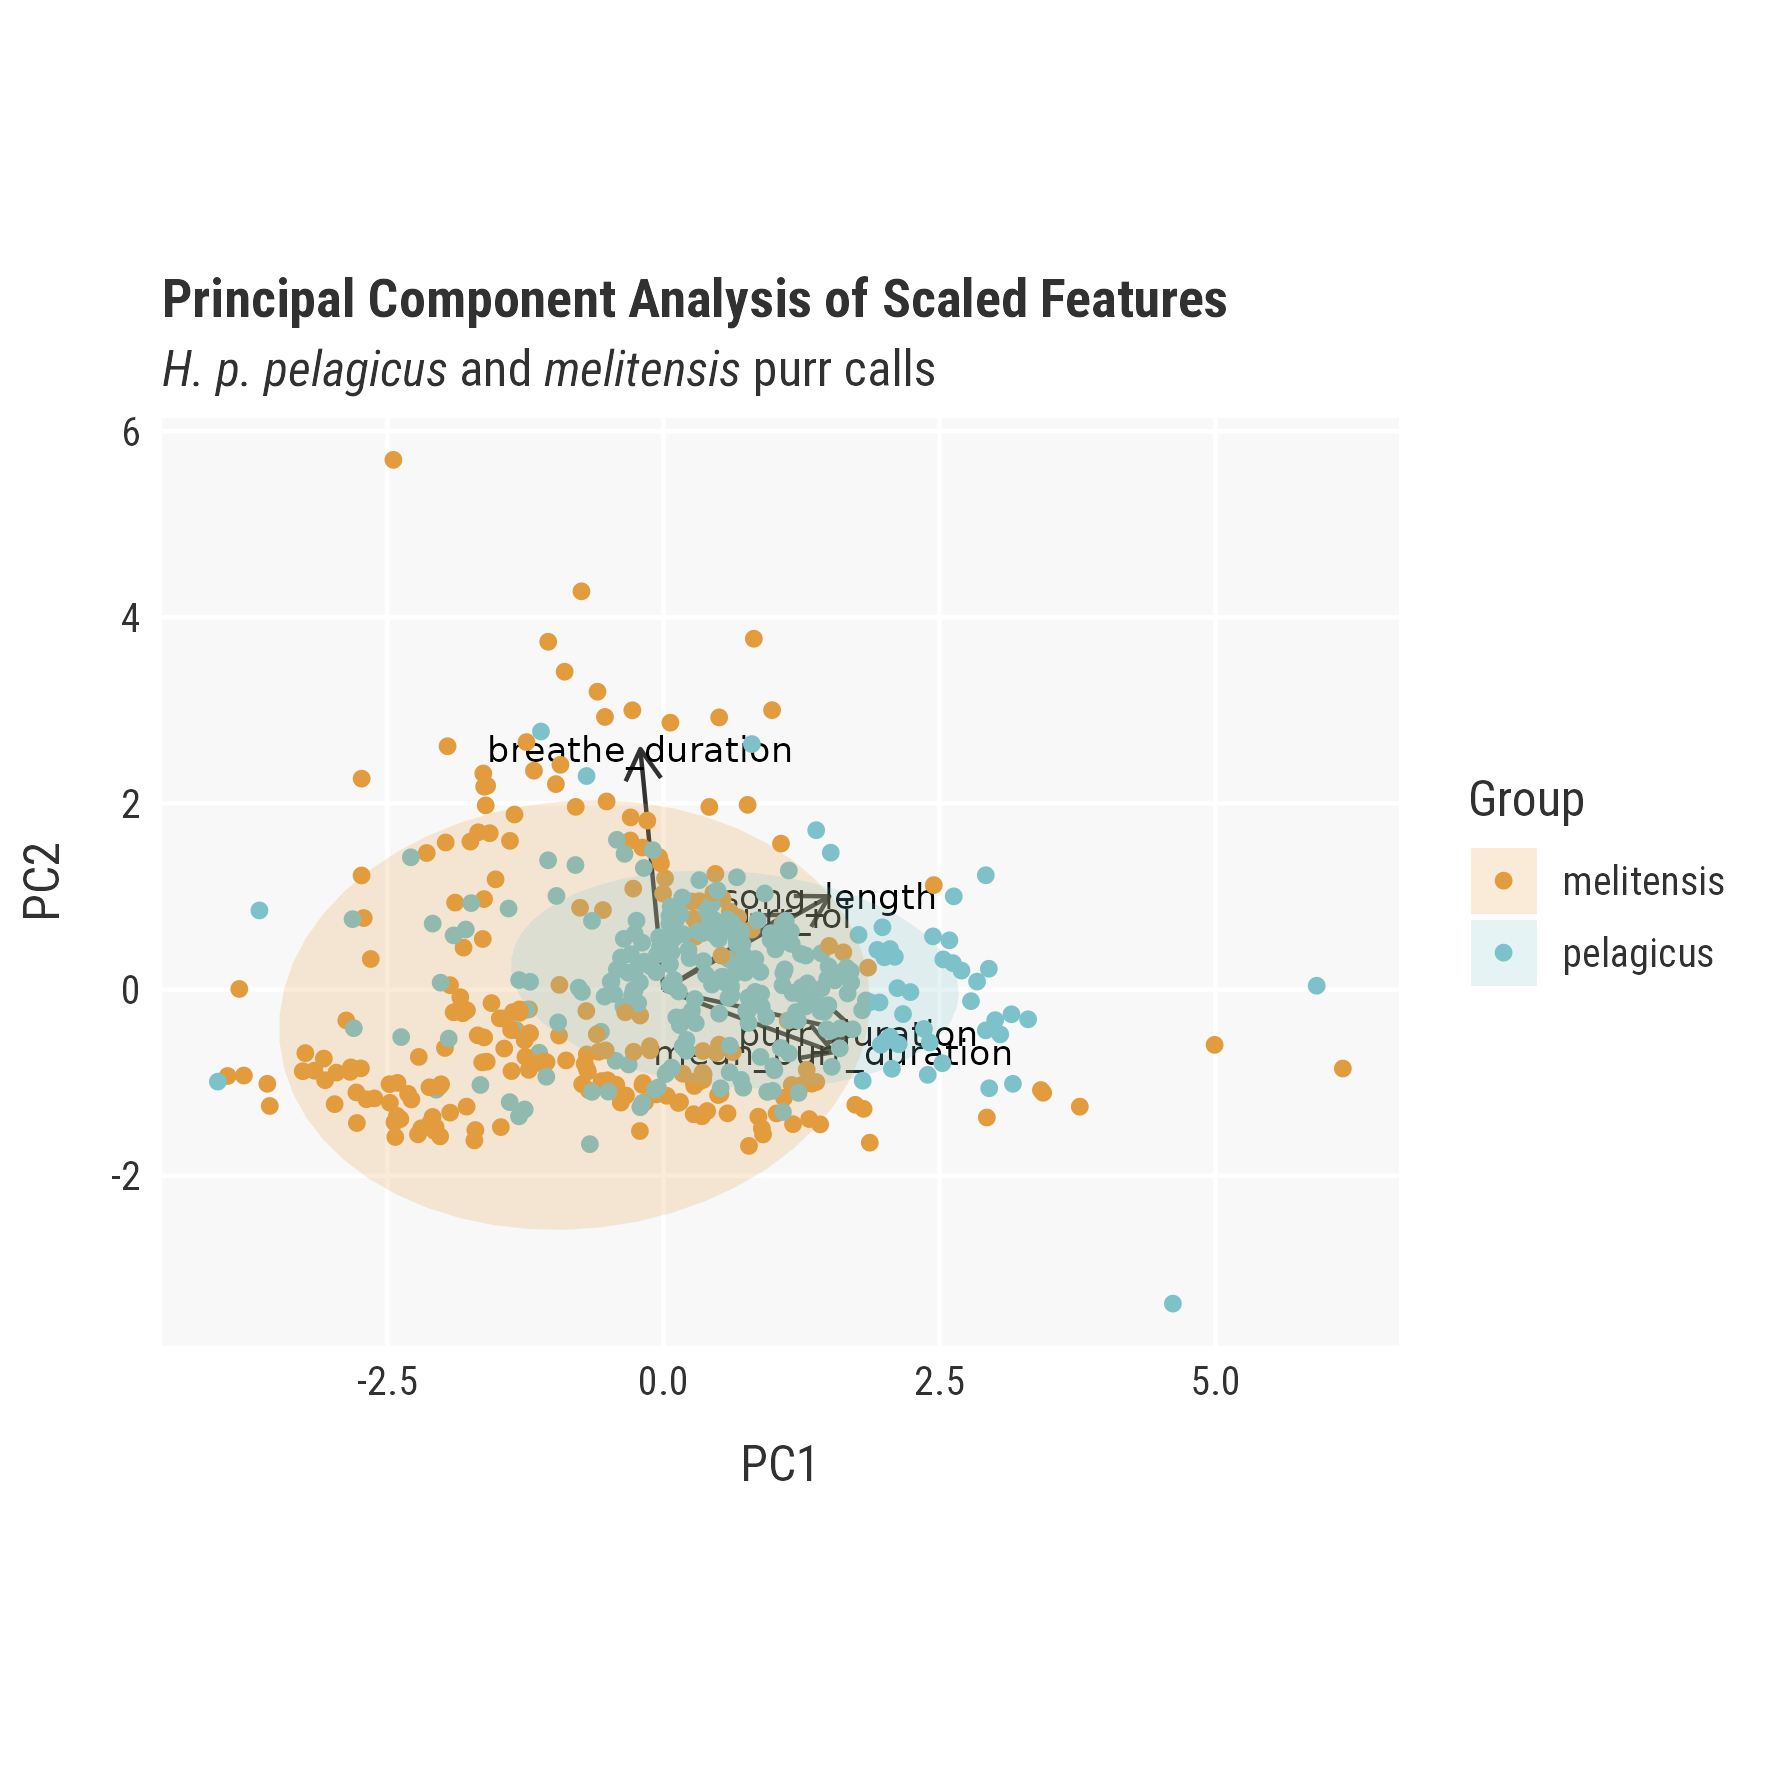 Principal Component Analysis of Scaled Features
H. p. pelagicus and melitensis purr calls
6
4
2
0
-2
PC2
breathe_duration
song_length
purr_duration
mean_purr_duration
-2.5 0.0 2.5 5.0
PC1
Group
melitensis
pelagicus